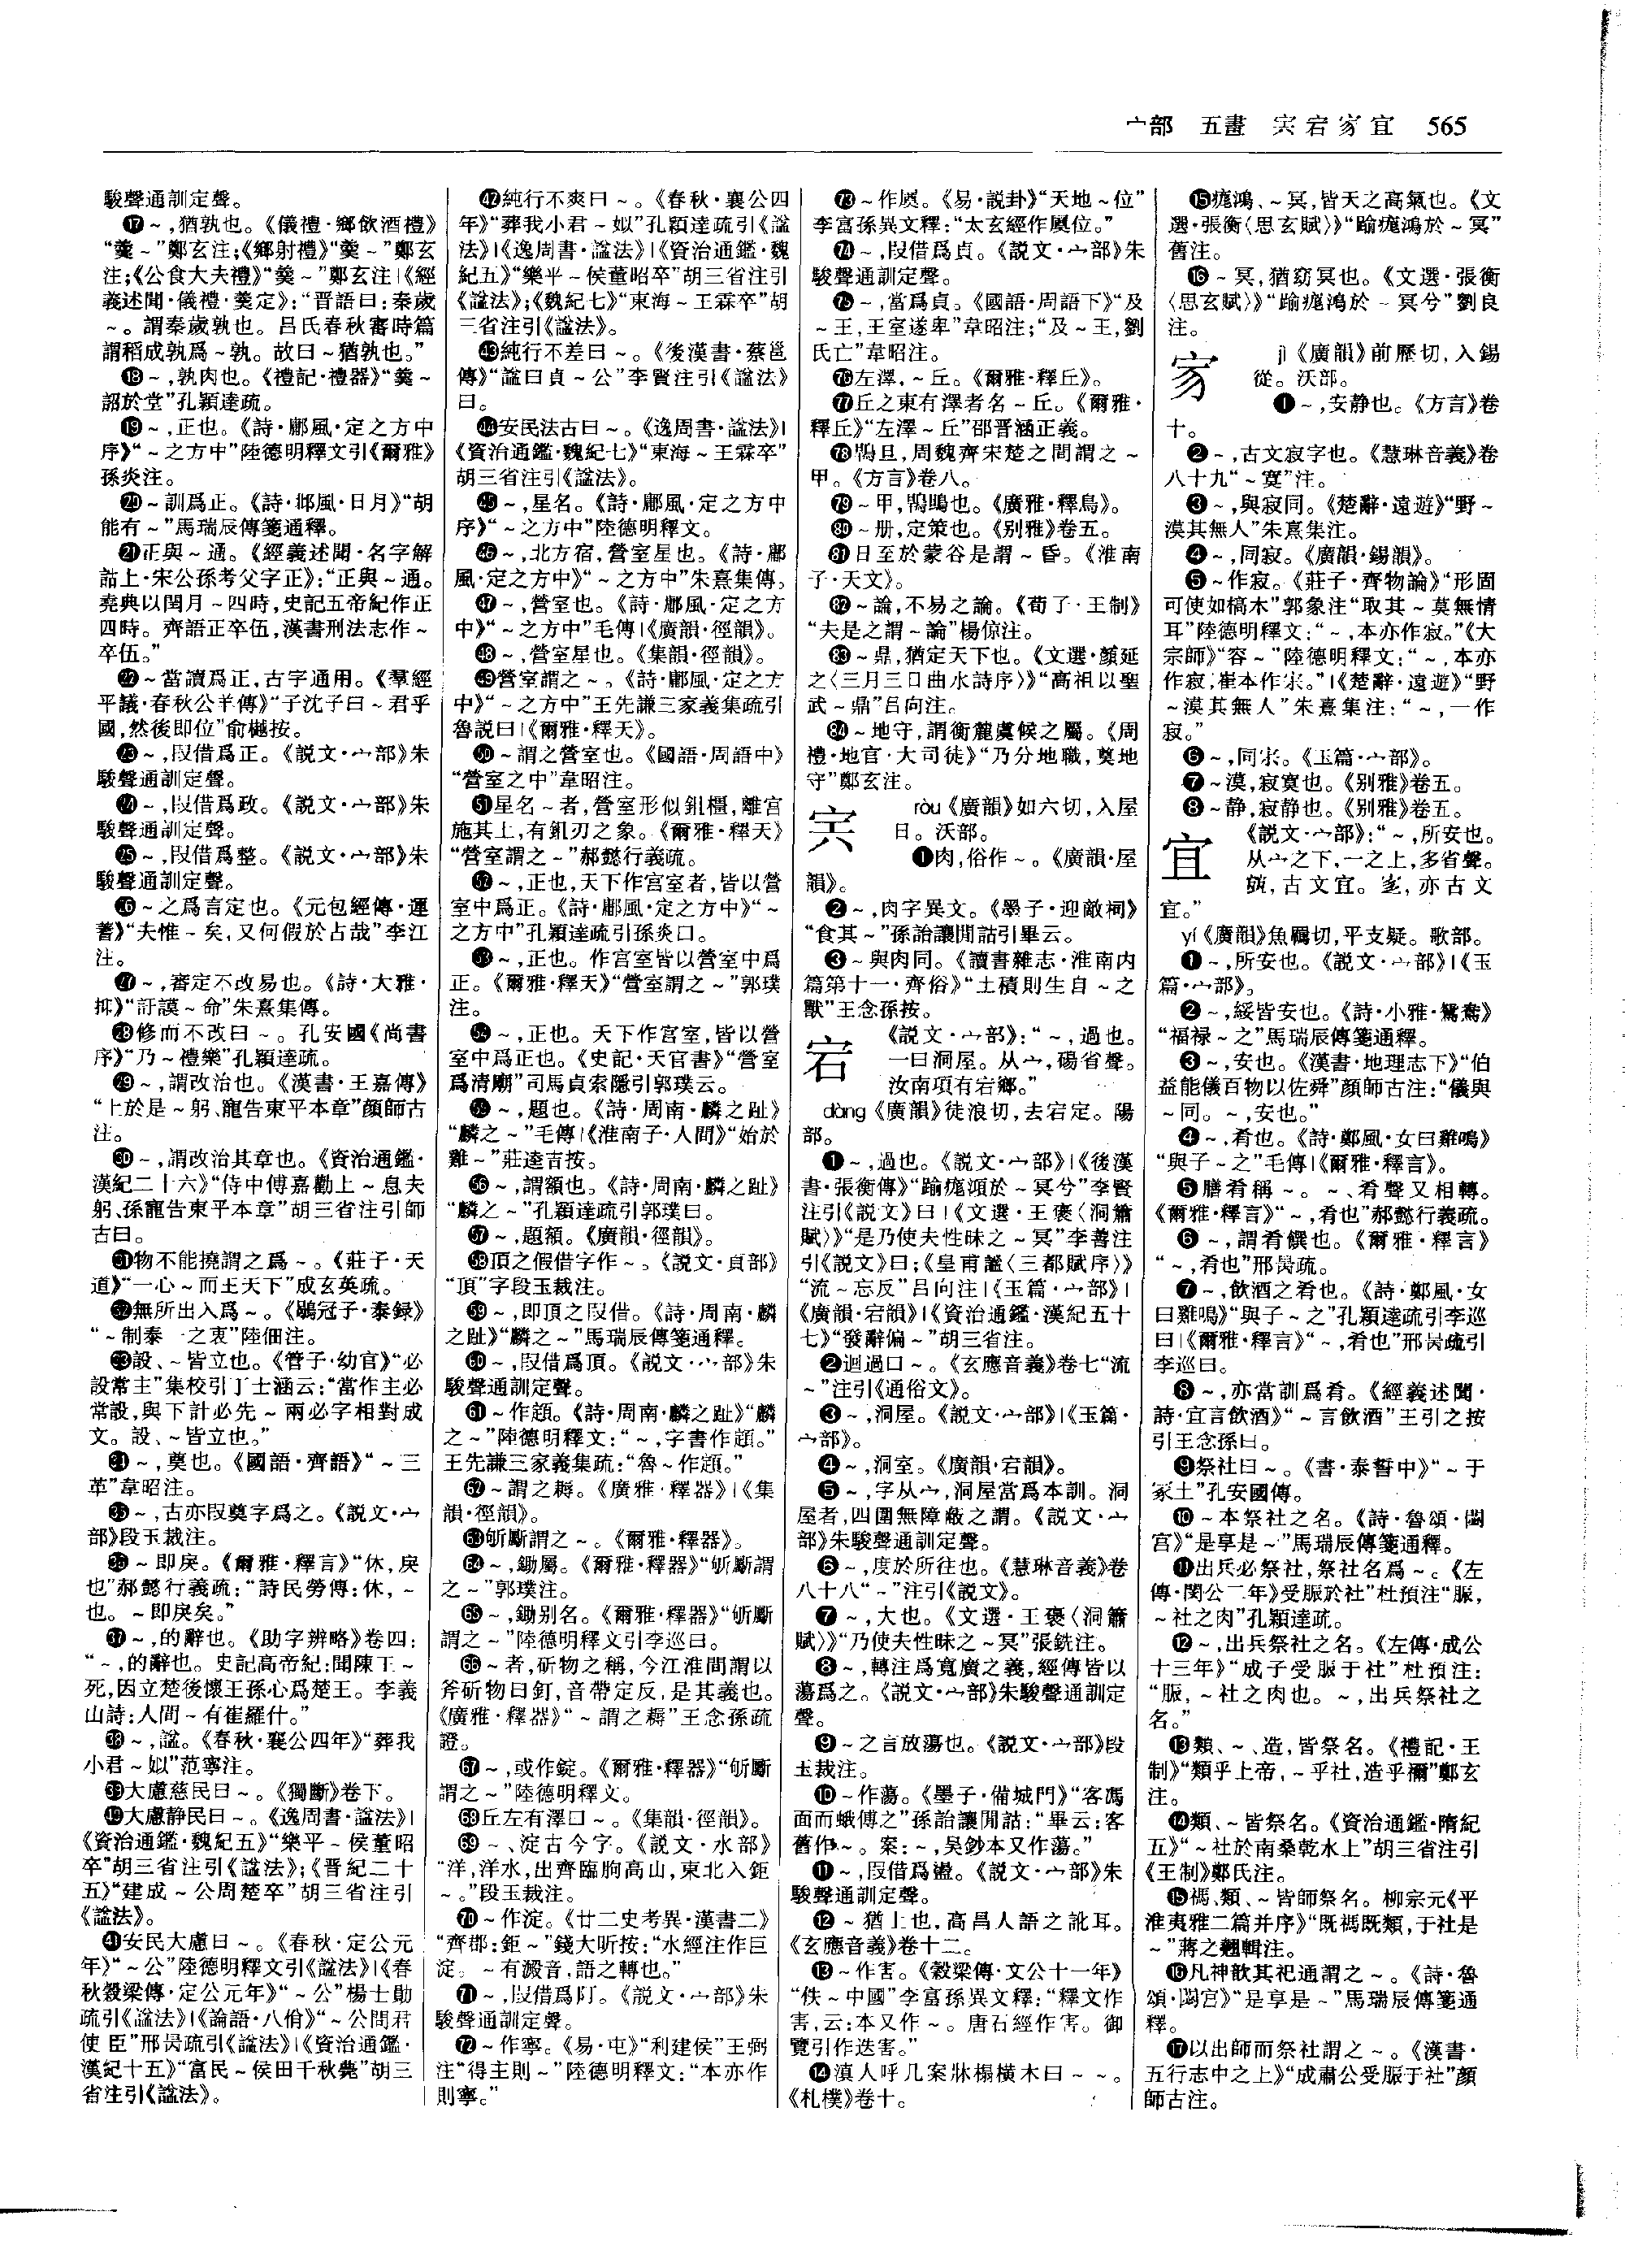 宀部　五畫　宍宕㝌宜　565
駿聲通訓定聲。
⓱～,猶孰也。《儀禮·鄉飲酒禮》
“羹～”鄭玄注;《鄉射禮》“羹～”鄭玄
注;《公食大夫禮》“羹～”鄭玄注|《經
義述聞·儀禮·羹定》:“晋語曰:秦歲
～。謂秦歲孰也。吕氏春秋審時篇
謂稻成孰爲～孰。故曰～猶孰也。”
⓲～,孰肉也。《禮記·禮器》“羹～
詔於堂”孔穎達疏。
⓳～,正也。《詩·鄘風·定之方中
序》“～之方中”陸德明釋文引《爾雅》
孫炎注。
⓴～訓爲正。《詩·邶風·日月》“胡
能有～”馬瑞辰傳箋通釋。
㉑正與～通。《經義述聞·名字解
詁上·宋公孫考父字正》:“正與～通。
堯典以閏月～四時,史記五帝紀作正
四時。齊語正卒伍,漢書刑法志作～
卒伍。”
㉒～當讀爲正,古字通用。《羣經
平議·春秋公羊傳》“子沈子曰～君乎
國,然後即位”俞樾按。
㉓～,叚借爲正。《説文·宀部》朱
駿聲通訓定聲。
㉔～,叚借爲政。《説文·宀部》朱
駿聲通訓定聲。
㉕～,叚借爲整。《説文·宀部》朱
駿聲通訓定聲。
㉖～之爲言定也。《元包經傳·運
蓍》“夫惟～矣,又何假於占哉”李江
注。
㉗～,審定不改易也。《詩·大雅·
抑》“訏謨～命”朱熹集傳。
㉘修而不改曰～。孔安國《尚書
序》“乃～禮樂”孔穎達疏。
㉙～,謂改治也。《漢書·王嘉傳》
“上於是～躬、寵告東平本章”顔師古
注。
㉚～,謂改治其章也。《資治通鑑·
漢紀二十六》“侍中傅嘉勸上～息夫
躬、孫寵告東平本章”胡三省注引師
古曰。
㉛物不能撓謂之爲～。《莊子·天
道》“一心～而王天下”成玄英疏。
㉜無所出入爲～。《鶡冠子·泰録》
“～制泰一之衷”陸佃注。
㉝設、～皆立也。《管子·幼官》“必
設常主”集校引丁士涵云:“當作主必
常設,與下計必先～兩必字相對成
文。設、～皆立也。”
㉞～,奠也。《國語·齊語》“～三
革”韋昭注。
㉟～,古亦叚奠字爲之。《説文·宀
部》段玉裁注。
㊱～即戾。《爾雅·釋言》“休,戾
也”郝懿行義疏:“詩民勞傳:休,～
也。～即戾矣。”
㊲～,的辭也。《助字辨略》卷四:
“～,的辭也。史記高帝紀:聞陳王～
死,因立楚後懷王孫心爲楚王。李義
山詩:人間～有崔羅什。”
㊳～,謚。《春秋·襄公四年》“葬我
小君～姒”范寧注。
㊴大慮慈民曰～。《獨斷》卷下。
㊵大慮静民曰～。《逸周書·謚法》|
《資治通鑑·魏紀五》“樂平～侯董昭
卒”胡三省注引《謚法》;《晋紀二十
五》“建成～公周楚卒”胡三省注引
《謚法》。
㊶安民大慮曰～。《春秋·定公元
年》“～公”陸德明釋文引《謚法》|《春
秋穀梁傳·定公元年》“～公”楊士勛
疏引《謚法》|《論語·八佾》“～公問君
使臣”邢昺疏引《謚法》|《資治通鑑·
漢紀十五》“富民～侯田千秋薨”胡三
省注引《謚法》。
㊷純行不爽曰～。《春秋·襄公四
年》“葬我小君～姒”孔穎達疏引《謚
法》|《逸周書·謚法》|《資治通鑑·魏
紀五》“樂平～侯董昭卒”胡三省注引
《謚法》;《魏紀七》“東海～王霖卒”胡
三省注引《謚法》。
㊸純行不差曰～。《後漢書·蔡邕
傳》“謚曰貞～公”李賢注引《謚法》
曰。
㊹安民法古曰～。《逸周書·謚法》|
《資治通鑑·魏紀七》“東海～王霖卒”
胡三省注引《謚法》。
㊺～,星名。《詩·鄘風·定之方中
序》“～之方中”陸德明釋文。
㊻～,北方宿,營室星也。《詩·鄘
風·定之方中》“～之方中”朱熹集傳。
㊼～,營室也。《詩·鄘風·定之方
中》“～之方中”毛傳|《廣韻·徑韻》。
㊽～,營室星也。《集韻·徑韻》。
㊾營室謂之～。《詩·鄘風·定之方
中》“～之方中”王先謙三家義集疏引
魯説曰|《爾雅·釋天》。
㊿～謂之營室也。《國語·周語中》
“營室之中”韋昭注。
51星名～者,營室形似鉏櫃,離宫
施其上,有鉏刃之象。《爾雅·釋天》
“營室謂之～”郝懿行義疏。
52～,正也,天下作宫室者,皆以營
室中爲正。《詩·鄘風·定之方中》“～
之方中”孔穎達疏引孫炎曰。
53～,正也。作宫室皆以營室中爲
正。《爾雅·釋天》“營室謂之～”郭璞
注。
54～,正也。天下作宫室,皆以營
室中爲正也。《史記·天官書》“營室
爲清廟”司馬貞索隱引郭璞云。
55～,題也。《詩·周南·麟之趾》
“麟之～”毛傳|《淮南子·人間》“始於
雞～”莊逵吉按。
56～,謂額也。《詩·周南·麟之趾》
“麟之～”孔穎達疏引郭璞曰。
57～,題額。《廣韻·徑韻》。
58頂之假借字作～。《説文·頁部》
“頂”字段玉裁注。
59～,即頂之叚借。《詩·周南·麟
之趾》“麟之～”馬瑞辰傳箋通釋。
60～,叚借爲頂。《説文·宀部》朱
駿聲通訓定聲。
61～作顁。《詩·周南·麟之趾》“麟
之～”陸德明釋文:“～,字書作顁。”
王先謙三家義集疏:“魯～作顁。”
62～謂之耨。《廣雅·釋器》|《集
韻·徑韻》。
63斪斸謂之～。《爾雅·釋器》。
64～,鋤屬。《爾雅·釋器》“斪斸謂
之～”郭璞注。
65～,鋤别名。《爾雅·釋器》“斪斸
謂之～”陸德明釋文引李巡曰。
66～者,斫物之稱,今江淮間謂以
斧斫物曰釘,音帶定反,是其義也。
《廣雅·釋器》“～謂之耨”王念孫疏
證。
67～,或作錠。《爾雅·釋器》“斪斸
謂之～”陸德明釋文。
68丘左有澤曰～。《集韻·徑韻》。
69～、淀古今字。《説文·水部》
“洋,洋水,出齊臨朐高山,東北入鉅
～。”段玉裁注。
70～作淀。《廿二史考異·漢書二》
“齊郡:鉅～”錢大昕按:“水經注作巨
淀。～有澱音,語之轉也。”
71～,叚借爲阠。《説文·宀部》朱
駿聲通訓定聲。
72～作寧。《易·屯》“利建侯”王弼
注“得主則～”陸德明釋文:“本亦作
則寧。”
73～作㝎。《易·説卦》“天地～位”
李富孫異文釋:“太玄經作㝎位。”
74～,叚借爲貞。《説文·宀部》朱
駿聲通訓定聲。
75～,當爲貞。《國語·周語下》“及
～王,王室遂卑”韋昭注;“及～王,劉
氏亡”韋昭注。
76左澤,～丘。《爾雅·釋丘》。
77丘之東有澤者名～丘。《爾雅·
釋丘》“左澤～丘”邵晋涵正義。
78鶡旦,周魏齊宋楚之間謂之～
甲。《方言》卷八。
79～甲,鶡鴠也。《廣雅·釋鳥》。
80～册,定策也。《别雅》卷五。
81日至於蒙谷是謂～昏。《淮南
子·天文》。
82～論,不易之論。《荀子·王制》
“夫是之謂～論”楊倞注。
83～鼎,猶定天下也。《文選·顔延
之〈三月三日曲水詩序〉》“高祖以聖
武～鼎”吕向注。
84～地守,謂衡麓虞候之屬。《周
禮·地官·大司徒》“乃分地職,奠地
守”鄭玄注。
宍　ròu《廣韻》如六切,入屋
日。沃部。
❶肉,俗作～。《廣韻·屋
韻》。
❷～,肉字異文。《墨子·迎敵祠》
“食其～”孫詒讓閒詁引畢云。
❸～與肉同。《讀書雜志·淮南内
篇第十一·齊俗》“土積則生自～之
獸”王念孫按。
宕　《説文·宀部》:“～,過也。
一曰洞屋。从宀,碭省聲。
汝南項有宕鄉。”
dàng《廣韻》徒浪切,去宕定。陽
部。
❶～,過也。《説文·宀部》|《後漢
書·張衡傳》“踰痝澒於～冥兮”李賢
注引《説文》曰|《文選·王褒〈洞簫
賦〉》“是乃使夫性昧之～冥”李善注
引《説文》曰;《皇甫謐〈三都賦序〉》
“流～忘反”吕向注|《玉篇·宀部》|
《廣韻·宕韻》|《資治通鑑·漢紀五十
七》“發辭偏～”胡三省注。
❷迴過曰～。《玄應音義》卷七“流
～”注引《通俗文》。
❸～,洞屋。《説文·宀部》|《玉篇·
宀部》。
❹～,洞室。《廣韻·宕韻》。
❺～,字从宀,洞屋當爲本訓。洞
屋者,四圍無障蔽之謂。《説文·宀
部》朱駿聲通訓定聲。
❻～,度於所往也。《慧琳音義》卷
八十八“～”注引《説文》。
❼～,大也。《文選·王褒〈洞簫
賦〉》“乃使夫性昧之～冥”張銑注。
❽～,轉注爲寬廣之義,經傳皆以
蕩爲之。《説文·宀部》朱駿聲通訓定
聲。
❾～之言放蕩也。《説文·宀部》段
玉裁注。
❿～作蕩。《墨子·備城門》“客馮
面而蛾傅之”孫詒讓閒詁:“畢云:客
舊作～。案:～,吴鈔本又作蕩。”
⓫～,叚借爲盪。《説文·宀部》朱
駿聲通訓定聲。
⓬～猶上也,高昌人語之訛耳。
《玄應音義》卷十二。
⓭～作害。《穀梁傳·文公十一年》
“佚～中國”李富孫異文釋:“釋文作
害,云:本又作～。唐石經作害。御
覽引作迭害。”
⓮滇人呼几案牀榻横木曰～～。
《札樸》卷十。
⓯痝鴻、～冥,皆天之高氣也。《文
選·張衡〈思玄賦〉》“踰痝鴻於～冥”
舊注。
⓰～冥,猶窈冥也。《文選·張衡
〈思玄賦〉》“踰痝鴻於～冥兮”劉良
注。
㝌　jì《廣韻》前歷切,入錫
從。沃部。
❶～,安静也。《方言》卷
十。
❷～,古文寂字也。《慧琳音義》卷
八十九“～寞”注。
❸～,與寂同。《楚辭·遠遊》“野～
漠其無人”朱熹集注。
❹～,同寂。《廣韻·錫韻》。
❺～作寂。《莊子·齊物論》“形固
可使如槁木”郭象注“取其～莫無情
耳”陸德明釋文:“～,本亦作寂。”《大
宗師》“容～”陸德明釋文:“～,本亦
作寂,崔本作宋。”|《楚辭·遠遊》“野
～漠其無人”朱熹集注:“～,一作
寂。”
❻～,同宋。《玉篇·宀部》。
❼～漠,寂寞也。《别雅》卷五。
❽～静,寂静也。《别雅》卷五。
宜　《説文·宀部》:“～,所安也。
从宀之下,一之上,多省聲。
𡪀,古文宜。𡨆,亦古文
宜。”
yí《廣韻》魚羈切,平支疑。歌部。
❶～,所安也。《説文·宀部》|《玉
篇·宀部》。
❷～,綏皆安也。《詩·小雅·鴛鴦》
“福禄～之”馬瑞辰傳箋通釋。
❸～,安也。《漢書·地理志下》“伯
益能儀百物以佐舜”顔師古注:“儀與
～同。～,安也。”
❹～,肴也。《詩·鄭風·女曰雞鳴》
“與子～之”毛傳|《爾雅·釋言》。
❺膳肴稱～。～、肴聲又相轉。
《爾雅·釋言》“～,肴也”郝懿行義疏。
❻～,謂肴饌也。《爾雅·釋言》
“～,肴也”邢昺疏。
❼～,飲酒之肴也。《詩·鄭風·女
曰雞鳴》“與子～之”孔穎達疏引李巡
曰|《爾雅·釋言》“～,肴也”邢昺疏引
李巡曰。
❽～,亦當訓爲肴。《經義述聞·
詩·宜言飲酒》“～言飲酒”王引之按
引王念孫曰。
❾祭社曰～。《書·泰誓中》“～于
冢土”孔安國傳。
❿～本祭社之名。《詩·魯頌·閟
宫》“是享是～”馬瑞辰傳箋通釋。
⓫出兵必祭社,祭社名爲～。《左
傳·閔公二年》受脤於社”杜預注“脤,
～社之肉”孔穎達疏。
⓬～,出兵祭社之名。《左傳·成公
十三年》“成子受脤于社”杜預注:
“脤,～社之肉也。～,出兵祭社之
名。”
⓭類、～、造,皆祭名。《禮記·王
制》“類乎上帝,～乎社,造乎禰”鄭玄
注。
⓮類、～皆祭名。《資治通鑑·隋紀
五》“～社於南桑乾水上”胡三省注引
《王制》鄭氏注。
⓯禡、類、～皆師祭名。柳宗元《平
淮夷雅二篇并序》“既禡既類,于社是
～”蔣之翹輯注。
⓰凡神歆其祀通謂之～。《詩·魯
頌·閟宫》“是享是～”馬瑞辰傳箋通
釋。
⓱以出師而祭社謂之～。《漢書·
五行志中之上》“成肅公受脤于社”顔
師古注。